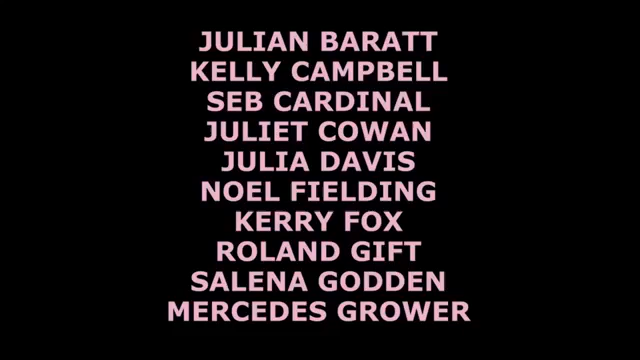 JULIAN BARATT
KELLY CAMPBELL
SEB CARDINAL
JULIET COWAN
JULIA DAVIS
NOEL FIELDING
KERRY FOX
ROLAND GIFT
SALENA GODDEN
MERCEDES GROWER